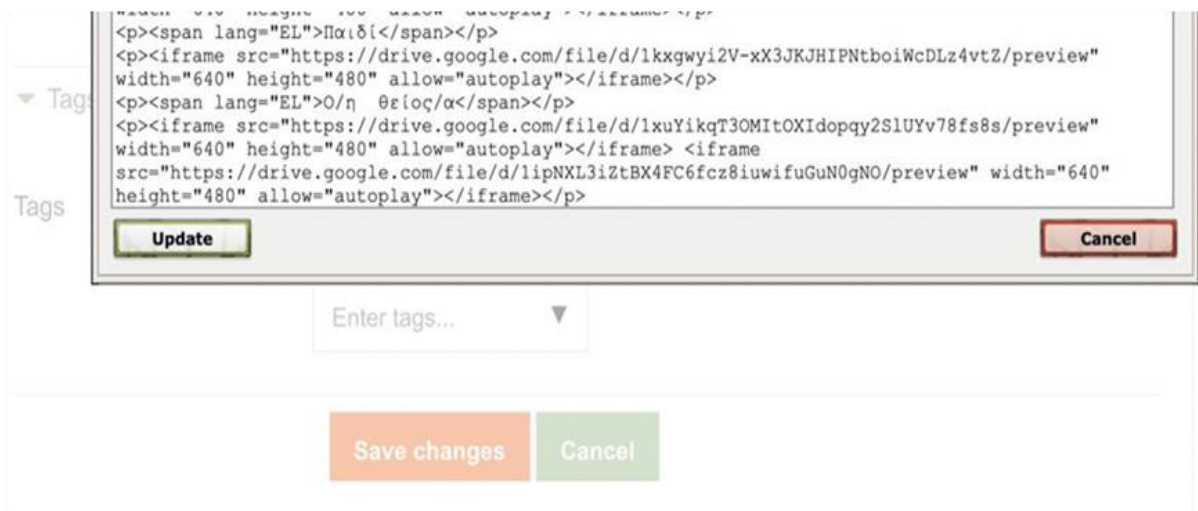 <p><span lang="EL">Παιδί</span></p>
<p><iframe src="https://drive.google.com/file/d/1kxgwyi2V-xX3JKJHIPNtboiWcDLz4vtZ/preview"
width="640" height="480" allow="autoplay"></iframe></p>
<p><span lang="EL">Ο/η θείος/α</span></p>
<p><iframe src="https://drive.google.com/file/d/1xuYikqT3OMItOXIdopqy2SlUYv78fs8s/preview"
width="640" height="480" allow="autoplay"></iframe> <iframe
src="https://drive.google.com/file/d/1ipNXL3iZtBX4FC6fcz8iuwifuGuN0gNO/preview" width="640"
height="480" allow="autoplay"></iframe></p>
Tags
Tags
Update
Cancel
Enter tags...
Save changes
Cancel